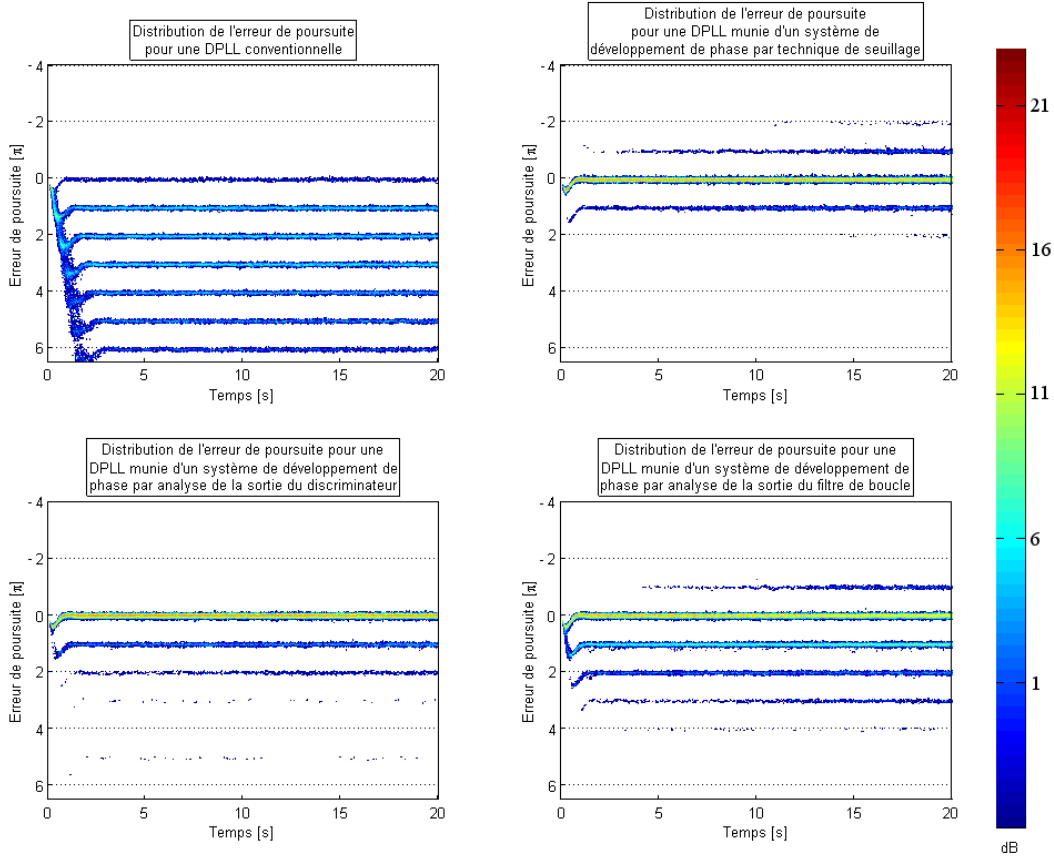 Distribution de l'erreur de poursuite
pour une DPLL conventionnelle
- 4
- 2
0
2
4
6
Erreur de poursuite [π]
0
5
10
15
20
Temps [s]
Distribution de l'erreur de poursuite
pour une DPLL munie d'un système de
développement de phase par technique de seuillage
- 4
- 2
0
2
4
6
Erreur de poursuite [π]
0
5
10
15
20
Temps [s]
Distribution de l'erreur de poursuite pour une
DPLL munie d'un système de développement de
phase par analyse de la sortie du discriminateur
- 4
- 2
0
2
4
6
Erreur de poursuite [π]
0
5
10
15
20
Temps [s]
Distribution de l'erreur de poursuite pour une
DPLL munie d'un système de développement de
phase par analyse de la sortie du filtre de boucle
- 4
- 2
0
2
4
6
Erreur de poursuite [π]
0
5
10
15
20
Temps [s]
21
16
11
6
1
dB